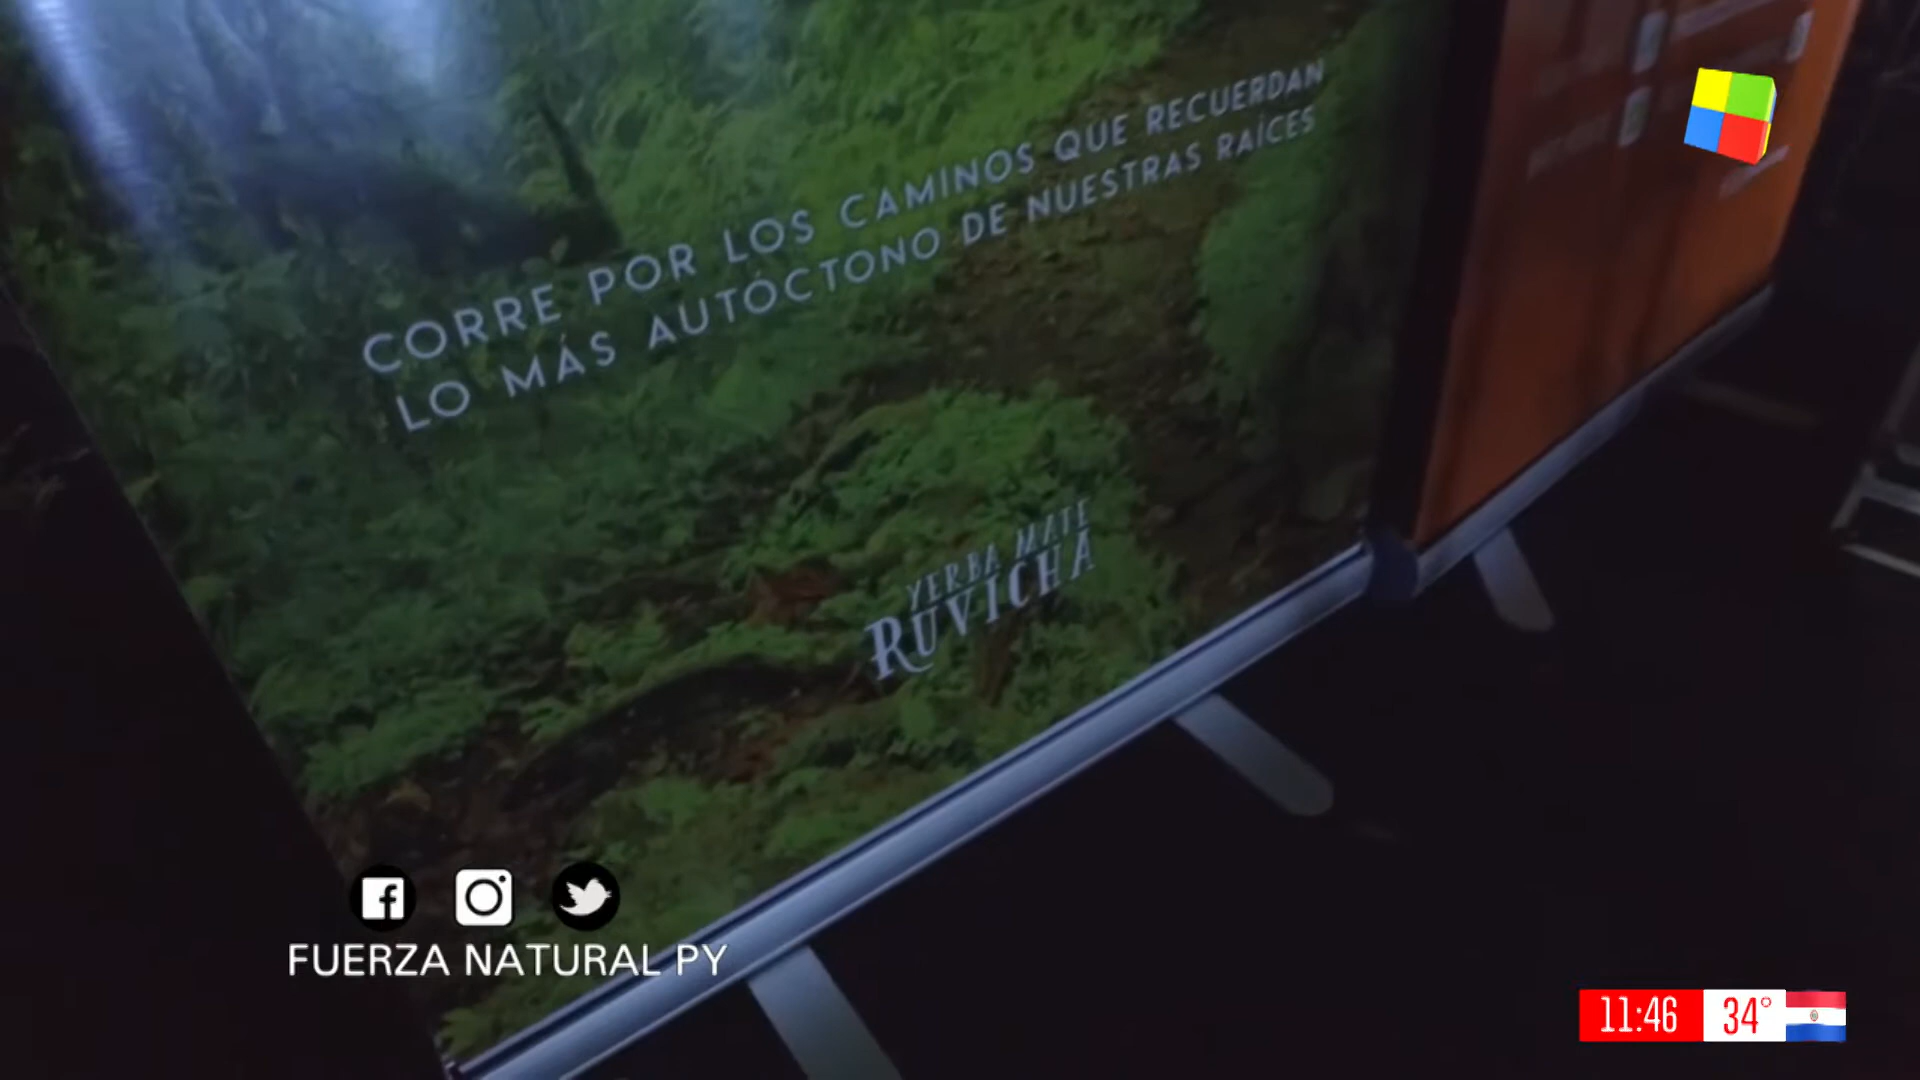 CORRE POR LOS CAMINOS QUE RECUERDAN
LO MÁS AUTÓCTONO DE NUESTRAS RAÍCES
YERBA MATE
RUVICHA
FUERZA NATURAL PY
11:46 34°